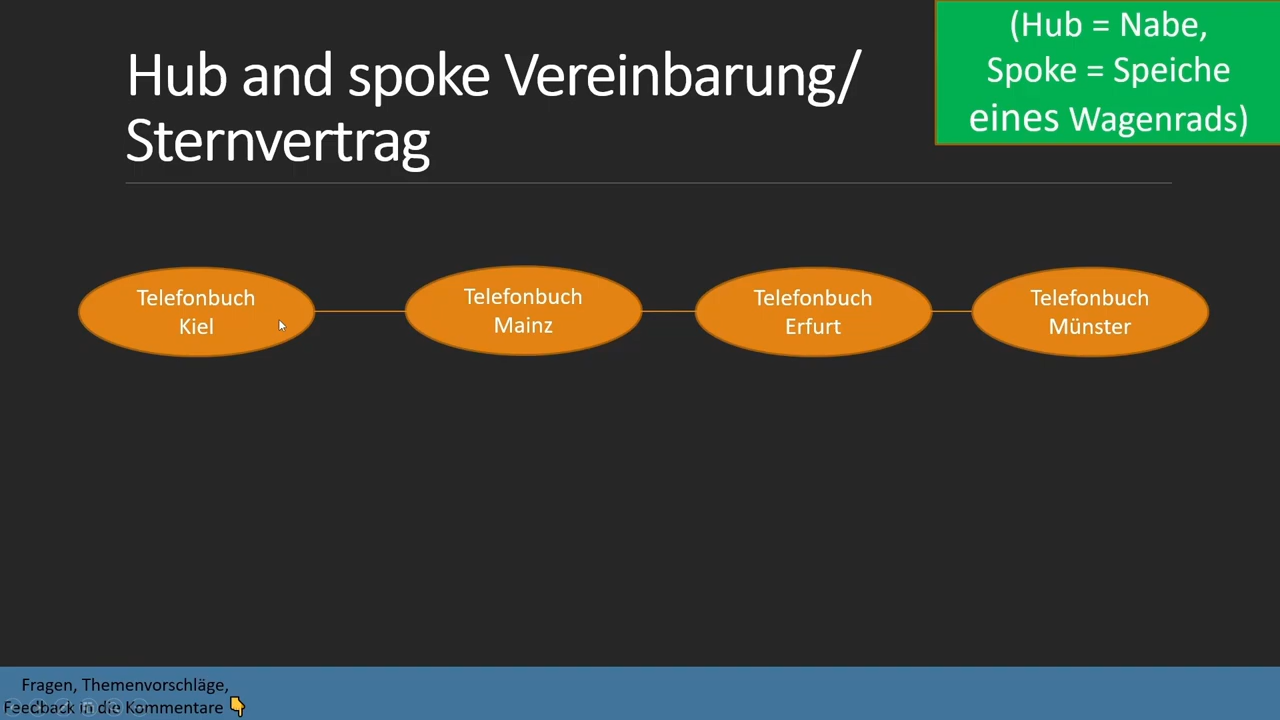 Hub and spoke Vereinbarung/
Sternvertrag
(Hub = Nabe,
Spoke = Speiche
eines Wagenrads)
Telefonbuch
Kiel
Telefonbuch
Mainz
Telefonbuch
Erfurt
Telefonbuch
Münster
Fragen, Themenvorschläge,
Feedback in die Kommentare 👇